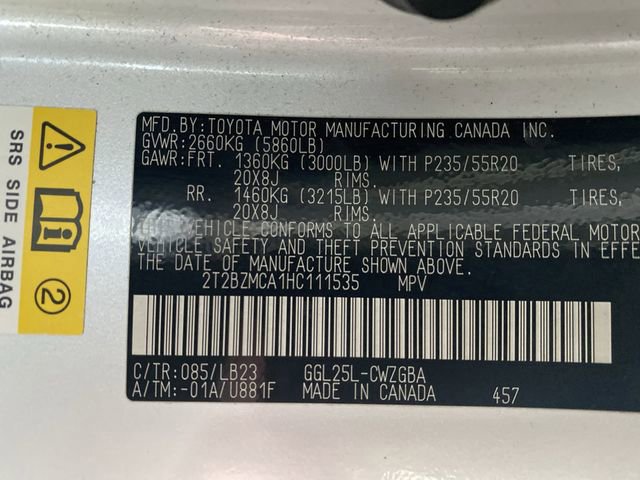 MFD.BY:TOYOTA MOTOR MANUFACTURING CANADA INC.
GVWR:2660KG (5860LB)
GAWR:FRT. 1360KG (3000LB) WITH P235/55R20 TIRES,
20X8J RIMS.
RR. 1460KG (3215LB) WITH P235/55R20 TIRES,
20X8J RIMS.
THIS VEHICLE CONFORMS TO ALL APPLICABLE FEDERAL MOTOR
VEHICLE SAFETY AND THEFT PREVENTION STANDARDS IN EFFECT
THE DATE OF MANUFACTURE SHOWN ABOVE.
2T2BZMCA1HC111535 MPV
C/TR:085/LB23 GGL25L-CWZGBA
A/TM:-01A/U881F MADE IN CANADA 457
SRS SIDE AIRBAG
2